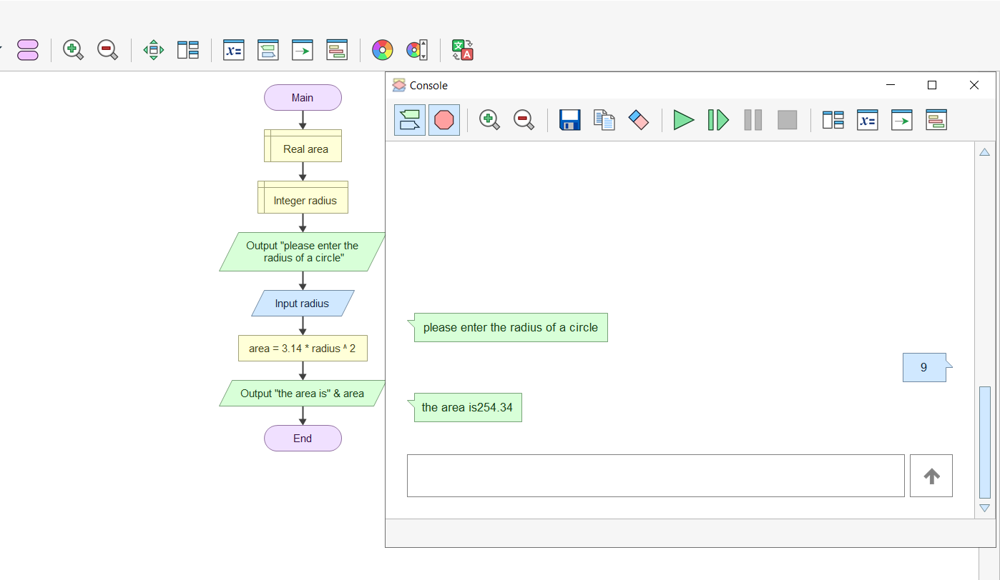 x=
文
A
Main
Real area
Integer radius
Output "please enter the
radius of a circle"
Input radius
area = 3.14 * radius ^ 2
Output "the area is" & area
End
Console
x=
please enter the radius of a circle
9
the area is254.34